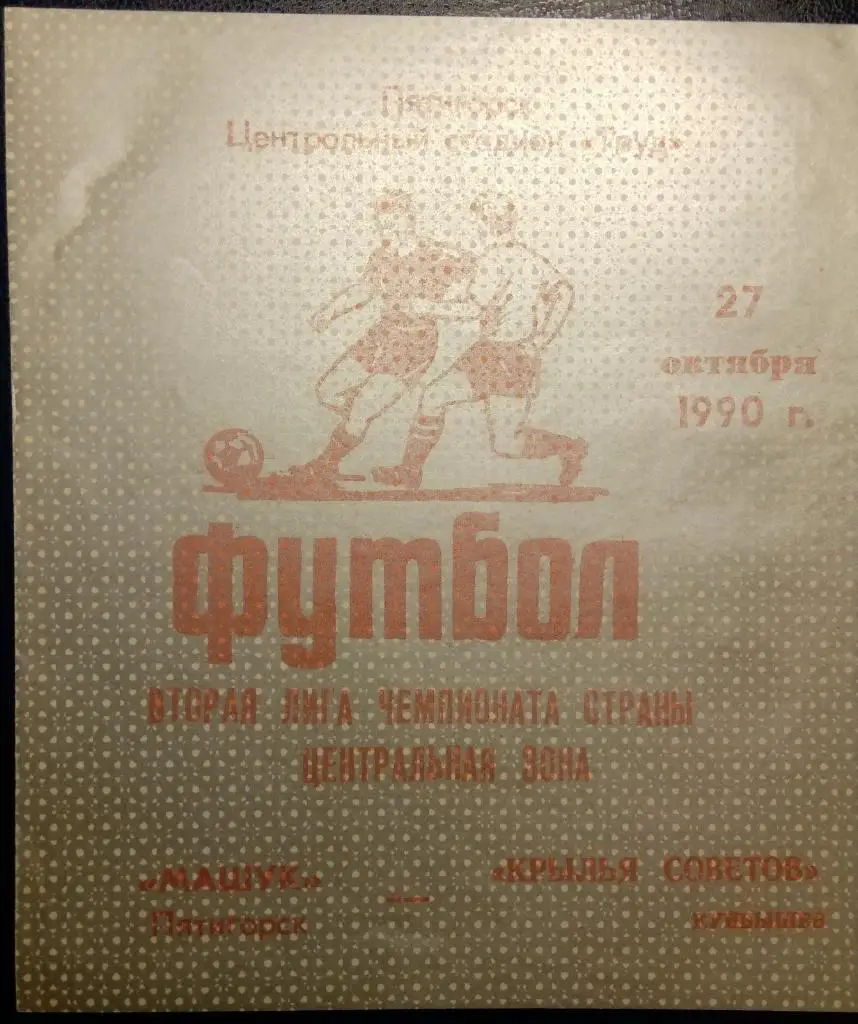 Пятигорск
Центральный стадион «Труд»
27
октября
1990 г.
футбол
ВТОРАЯ ЛИГА ЧЕМПИОНАТА СТРАНЫ
ЦЕНТРАЛЬНАЯ ЗОНА
«МАШУК» — «КРЫЛЬЯ СОВЕТОВ»
Пятигорск куйбышев